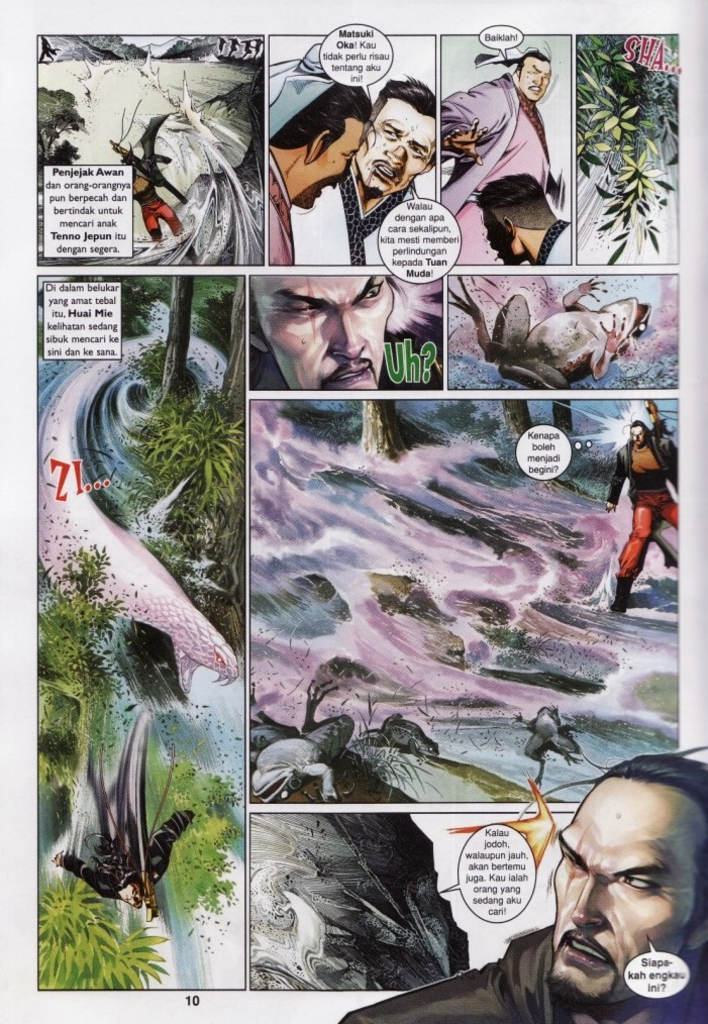 Penjejak Awan
dan orang-orangnya
pun berpecah dan
bertindak untuk
mencari anak
Tenno Jepun itu
dengan segera.
Matsuki
Oka! Kau
tidak perlu risau
tentang aku
ini!
Walau
dengan apa
cara sekalipun,
kita mesti memberi
perlindungan
kepada Tuan
Muda!
Baiklah!
SHA...
Di dalam belukar
yang amat tebal
itu, Huai Mie
kelihatan sedang
sibuk mencari ke
sini dan ke sana.
ZI...
Uh?
Kenapa
boleh
menjadi
begini?
Kalau
jodoh,
walaupun jauh,
akan bertemu
juga. Kau ialah
orang yang
sedang aku
cari!
Siapa-
kah engkau
ini?
10